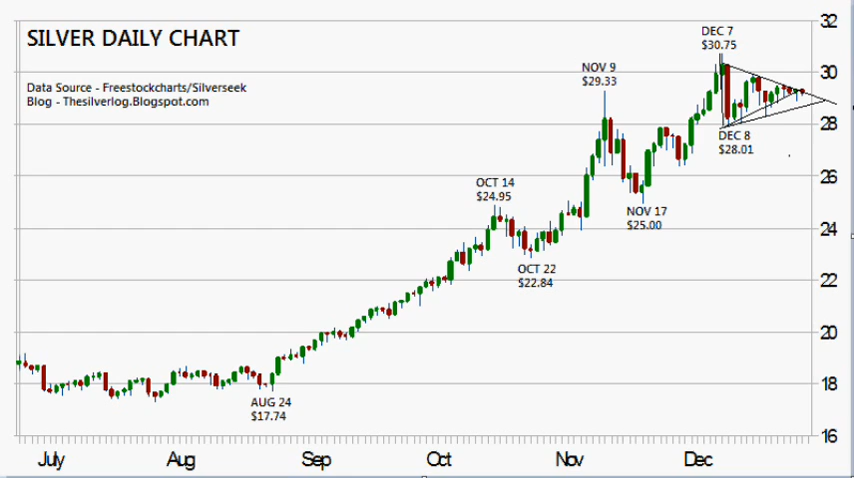 SILVER DAILY CHART
Data Source - Freestockcharts/Silverseek
Blog - Thesilverlog.Blogspot.com
DEC 7
$30.75
NOV 9
$29.33
DEC 8
$28.01
OCT 14
$24.95
NOV 17
$25.00
OCT 22
$22.84
AUG 24
$17.74
32
30
28
26
24
22
20
18
16
July
Aug
Sep
Oct
Nov
Dec